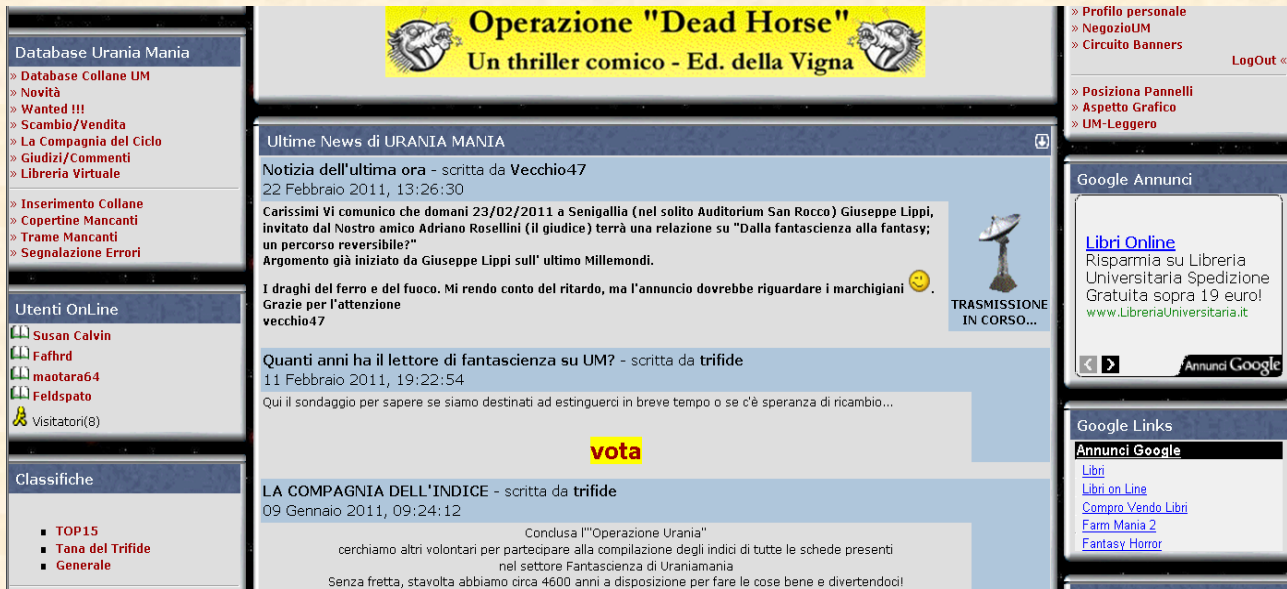 Database Urania Mania
» Database Collane UM
» Novità
» Wanted !!!
» Scambio/Vendita
» La Compagnia del Ciclo
» Giudizi/Commenti
» Libreria Virtuale
» Inserimento Collane
» Copertine Mancanti
» Trame Mancanti
» Segnalazione Errori
Utenti OnLine
Susan Calvin
Fafhrd
maotara64
Feldspato
Visitatori(8)
Classifiche
TOP15
Tana del Trifide
Generale
Operazione "Dead Horse"
Un thriller comico - Ed. della Vigna
Ultime News di URANIA MANIA
Notizia dell'ultima ora - scritta da Vecchio47
22 Febbraio 2011, 13:26:30
Carissimi Vi comunico che domani 23/02/2011 a Senigallia (nel solito Auditorium San Rocco) Giuseppe Lippi,
invitato dal Nostro amico Adriano Rosellini (il giudice) terrà una relazione su "Dalla fantascienza alla fantasy;
un percorso reversibile?"
Argomento già iniziato da Giuseppe Lippi sull' ultimo Millemondi.
I draghi del ferro e del fuoco. Mi rendo conto del ritardo, ma l'annuncio dovrebbe riguardare i marchigiani .
Grazie per l'attenzione
vecchio47
TRASMISSIONE
IN CORSO...
Quanti anni ha il lettore di fantascienza su UM? - scritta da trifide
11 Febbraio 2011, 19:22:54
Qui il sondaggio per sapere se siamo destinati ad estinguerci in breve tempo o se c'è speranza di ricambio...
vota
LA COMPAGNIA DELL'INDICE - scritta da trifide
09 Gennaio 2011, 09:24:12
Conclusa l'"Operazione Urania"
cerchiamo altri volontari per partecipare alla compilazione degli indici di tutte le schede presenti
nel settore Fantascienza di Uraniamania
Senza fretta, stavolta abbiamo circa 4600 anni a disposizione per fare le cose bene e divertendoci!
» Profilo personale
» NegozioUM
» Circuito Banners
LogOut «
» Posiziona Pannelli
» Aspetto Grafico
» UM-Leggero
Google Annunci
Libri Online
Risparmia su Libreria
Universitaria Spedizione
Gratuita sopra 19 euro!
www.LibreriaUniversitaria.it
Annunci Google
Google Links
Annunci Google
Libri
Libri on Line
Compro Vendo Libri
Farm Mania 2
Fantasy Horror